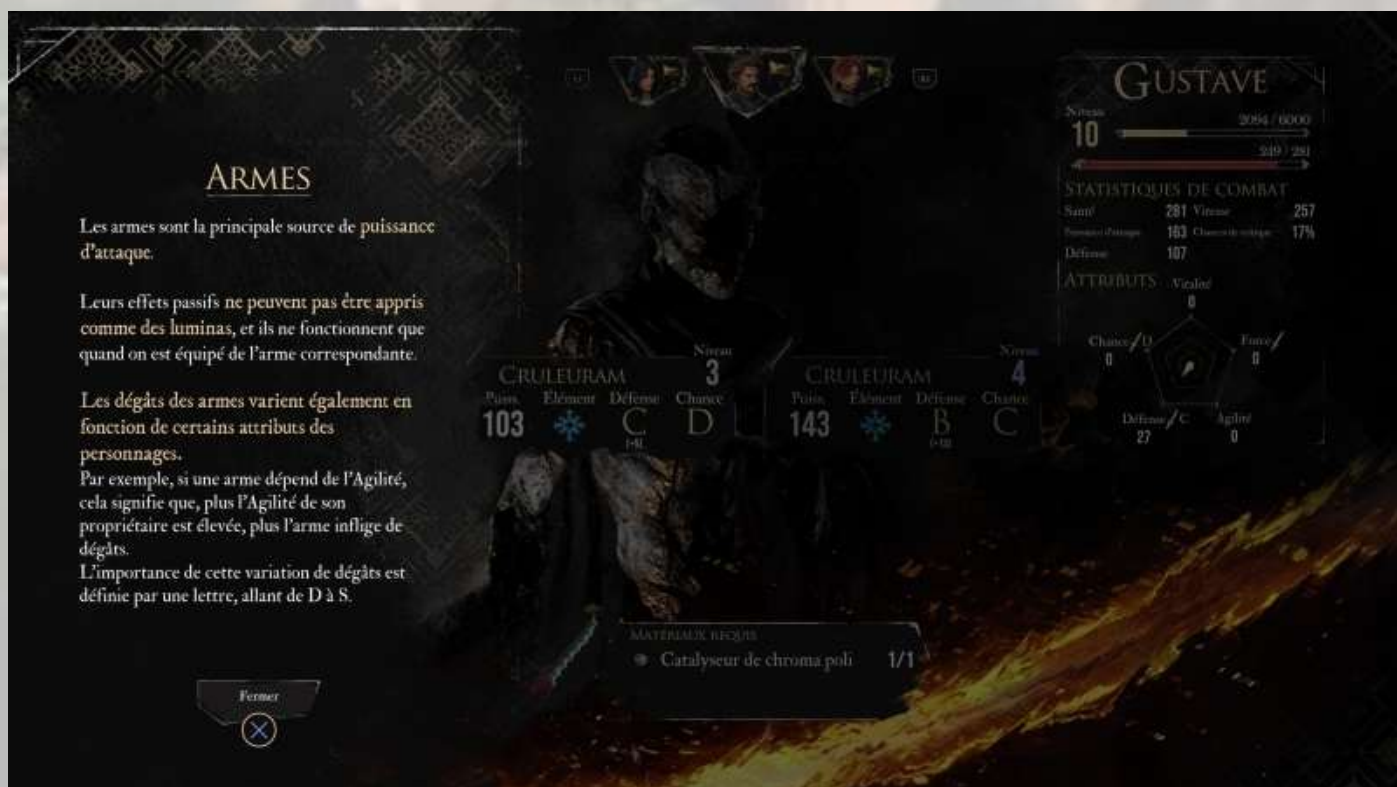 ARMES
Les armes sont la principale source de puissance
d'attaque.
Leurs effets passifs ne peuvent pas être appris
comme des luminas, et ils ne fonctionnent que
quand on est équipé de l'arme correspondante.
Les dégâts des armes varient également en
fonction de certains attributs des
personnages.
Par exemple, si une arme dépend de l'Agilité,
cela signifie que, plus l'Agilité de son
propriétaire est élevée, plus l'arme inflige de
dégâts.
L'importance de cette variation de dégâts est
définie par une lettre, allant de D à S.
Fermer
CRULEURAM
Niveau
3
Puiss. Élément Défense Chance
103 C D
CRULEURAM
Niveau
4
Puiss. Élément Défense Chance
143 B C
MATÉRIAUX REQUIS
Catalyseur de chroma poli 1/1
GUSTAVE
Niveau
10
2094 / 6000
249 / 281
STATISTIQUES DE COMBAT
Santé 281 Vitesse 257
Puissance d'attaque 163 Chances de critique 17%
Défense 107
ATTRIBUTS
Vitalité
0
Chance D
0
Force
0
Défense C
27
Agilité
0